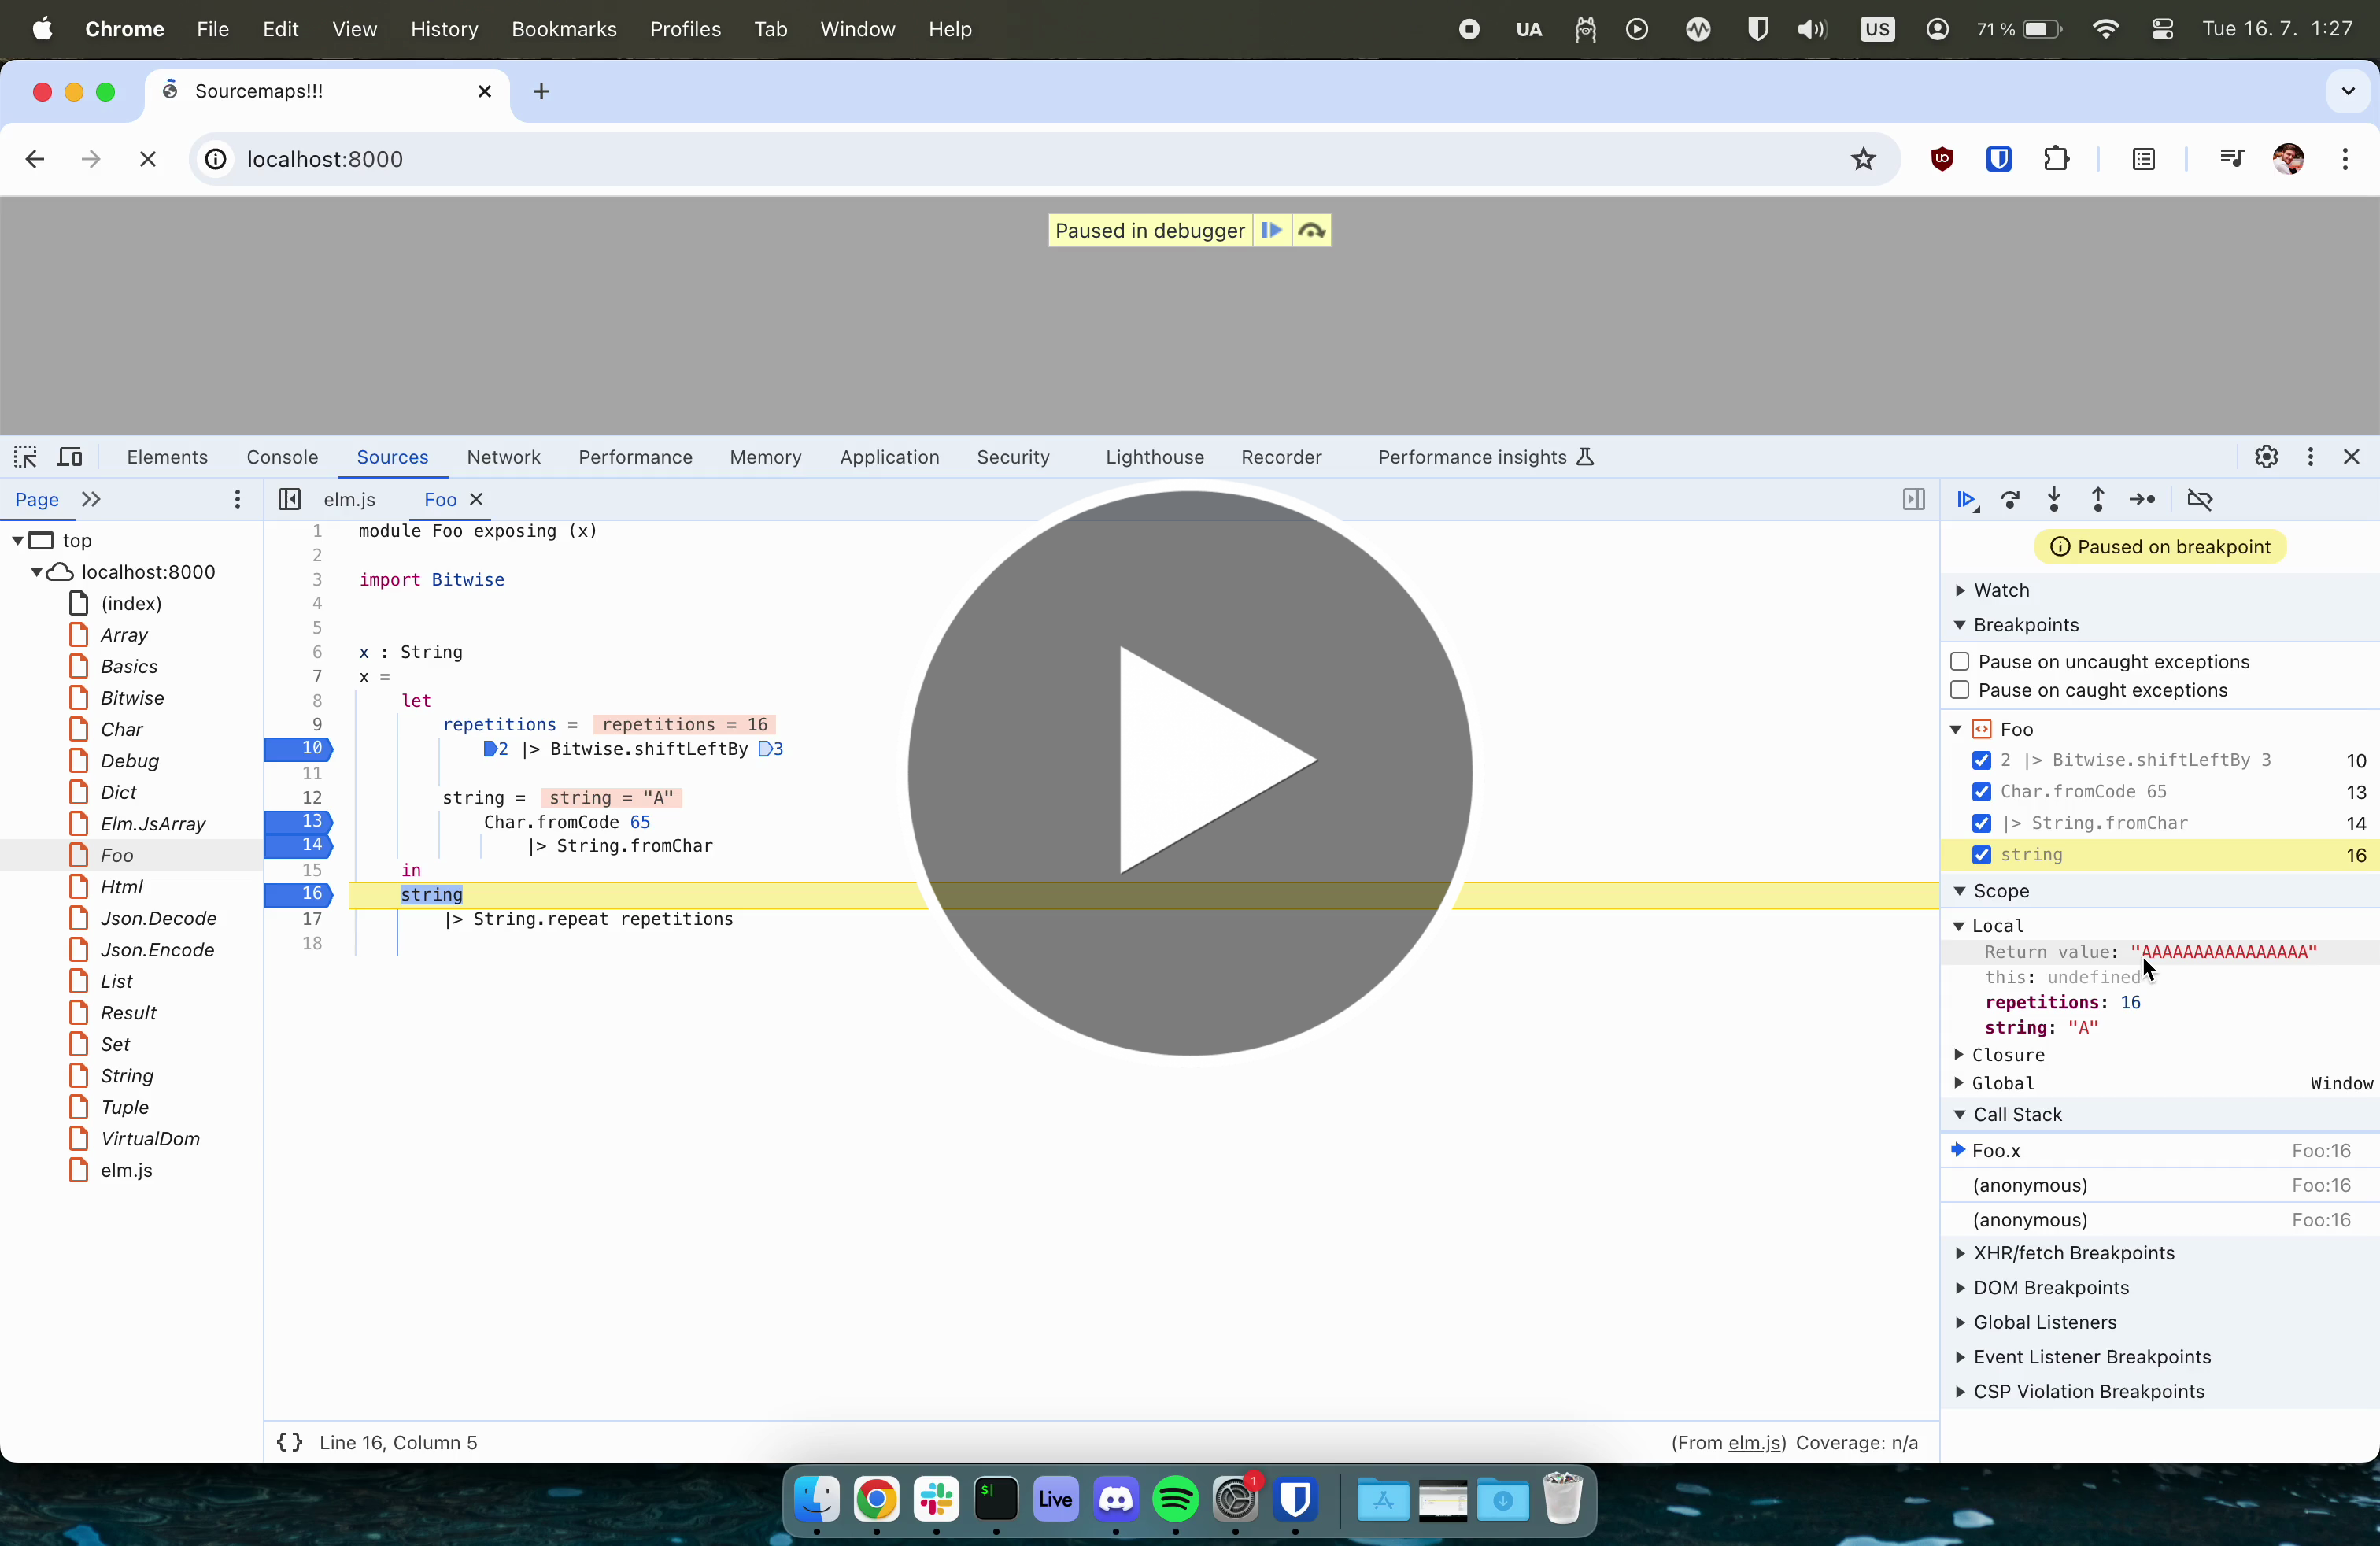 Chrome File Edit View History Bookmarks Profiles Tab Window Help UA US 71 % Tue 16. 7. 1:27
Sourcemaps!!!
localhost:8000
Paused in debugger
Elements Console Sources Network Performance Memory Application Security Lighthouse Recorder Performance insights
Page
top
localhost:8000
(index)
Array
Basics
Bitwise
Char
Debug
Dict
Elm.JsArray
Foo
Html
Json.Decode
Json.Encode
List
Result
Set
String
Tuple
VirtualDom
elm.js
elm.js Foo
1 module Foo exposing (x)
2
3 import Bitwise
4
5
6 x : String
7 x =
8 let
9 repetitions = repetitions = 16
10 2 |> Bitwise.shiftLeftBy 3
11
12 string = string = "A"
13 Char.fromCode 65
14 |> String.fromChar
15 in
16 string
17 |> String.repeat repetitions
18
{} Line 16, Column 5
(From elm.js) Coverage: n/a
Paused on breakpoint
Watch
Breakpoints
Pause on uncaught exceptions
Pause on caught exceptions
Foo
2 |> Bitwise.shiftLeftBy 3 10
Char.fromCode 65 13
|> String.fromChar 14
string 16
Scope
Local
Return value: "AAAAAAAAAAAAAAAA"
this: undefined
repetitions: 16
string: "A"
Closure
Global Window
Call Stack
Foo.x Foo:16
(anonymous) Foo:16
(anonymous) Foo:16
XHR/fetch Breakpoints
DOM Breakpoints
Global Listeners
Event Listener Breakpoints
CSP Violation Breakpoints
$ Live 1